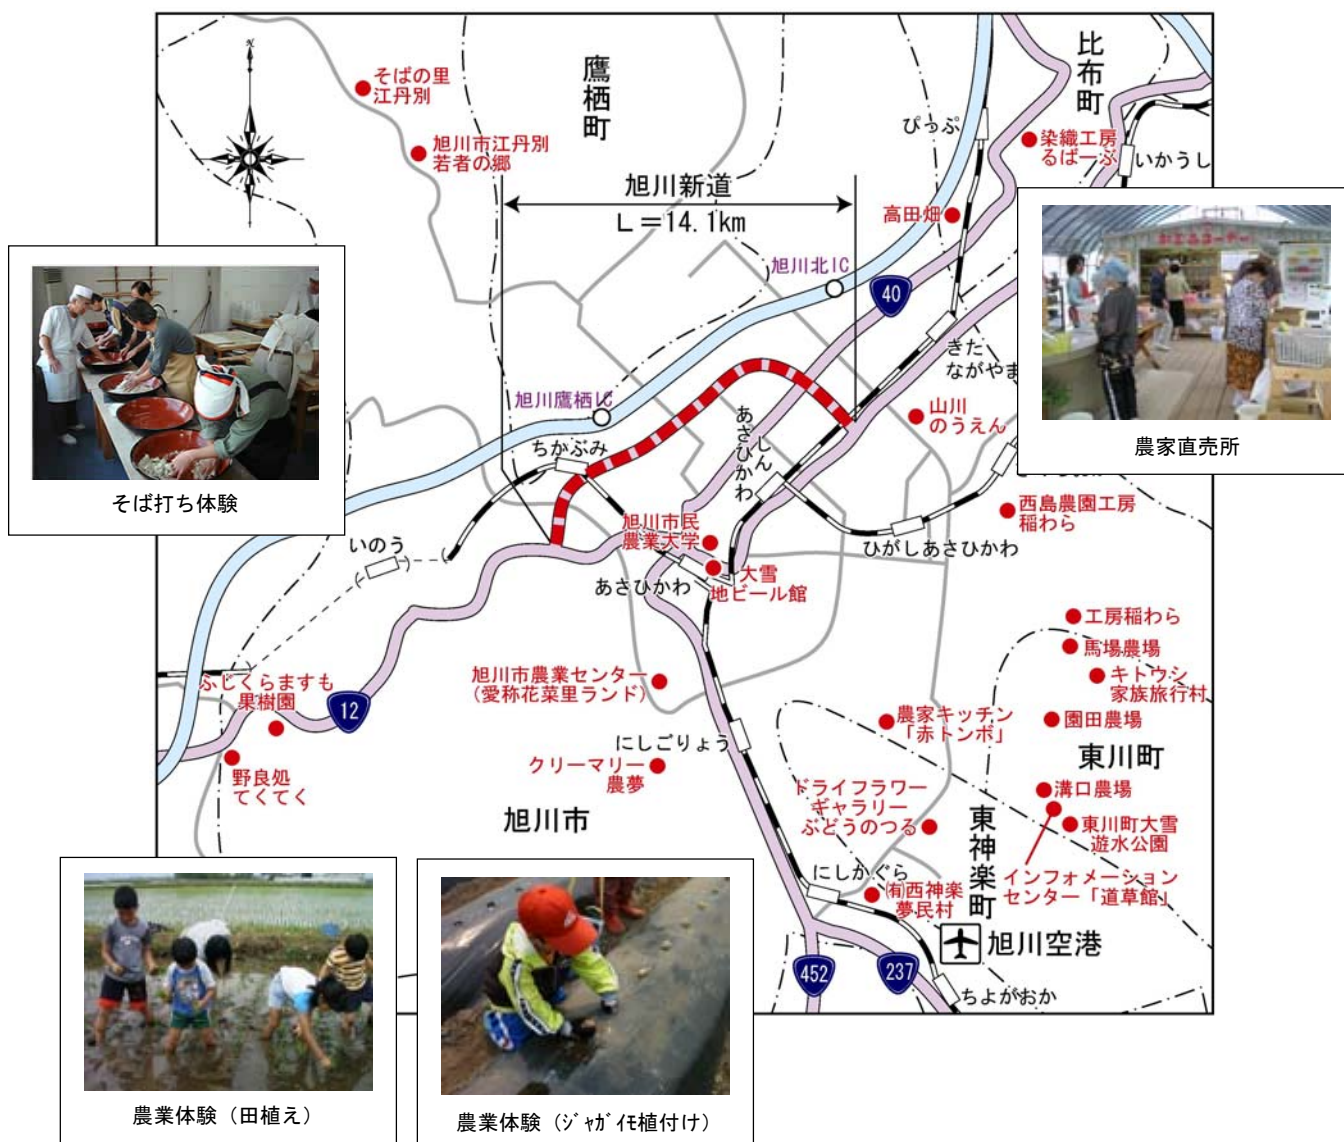 N
そばの里
江丹別
旭川市江丹別
若者の郷
鷹栖町
比布町
ぴっぷ
染織工房
るばーぶ
いかうし
旭川新道
L=14.1km
高田畑
旭川北IC
40
きた
ながやま
旭川鷹栖IC
ちかぶみ
あさひかわ
しん
山川
のうえん
農家直売所
そば打ち体験
西島農園工房
稲わら
ひがしあさひかわ
旭川市民
農業大学
いのう
あさひかわ
大雪
地ビール館
工房稲わら
馬場農場
キトウシ
家族旅行村
ふじくらますも
果樹園
旭川市農業センター
(愛称花菜里ランド)
12
農家キッチン
「赤トンボ」
園田農場
にしごりょう
東川町
野良処
てくてく
クリーマリー
農夢
ドライフラワー
ギャラリー
ぶどうのつる
溝口農場
旭川市
東神楽町
東川町大雪
遊水公園
にしかぐら
㈲西神楽
夢民村
インフォメーション
センター「道草館」
旭川空港
452
237
ちよがおか
農業体験(田植え)
農業体験(ｼﾞｬｶﾞｲﾓ植付け)